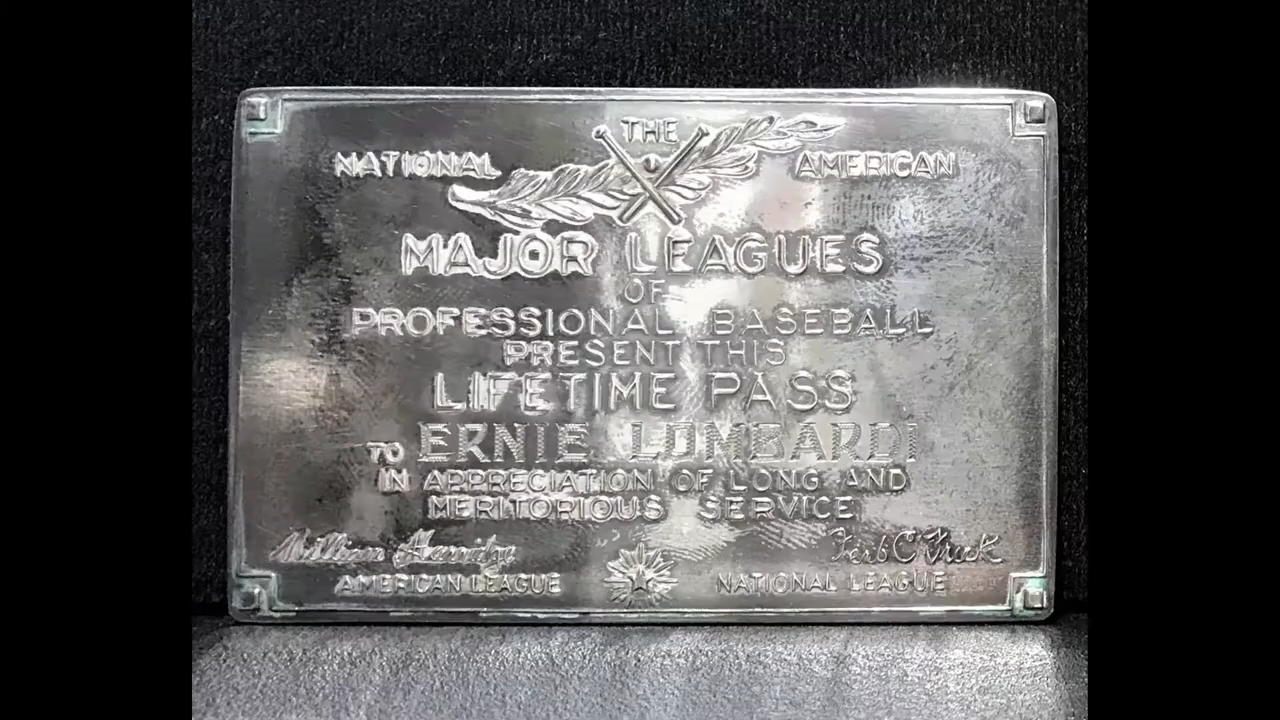 THE
NATIONAL AMERICAN
MAJOR LEAGUES
OF
PROFESSIONAL BASEBALL
PRESENT THIS
LIFETIME PASS
TO ERNIE LOMBARDI
IN APPRECIATION OF LONG AND
MERITORIOUS SERVICE
William Harridge Ford C Frick
AMERICAN LEAGUE NATIONAL LEAGUE